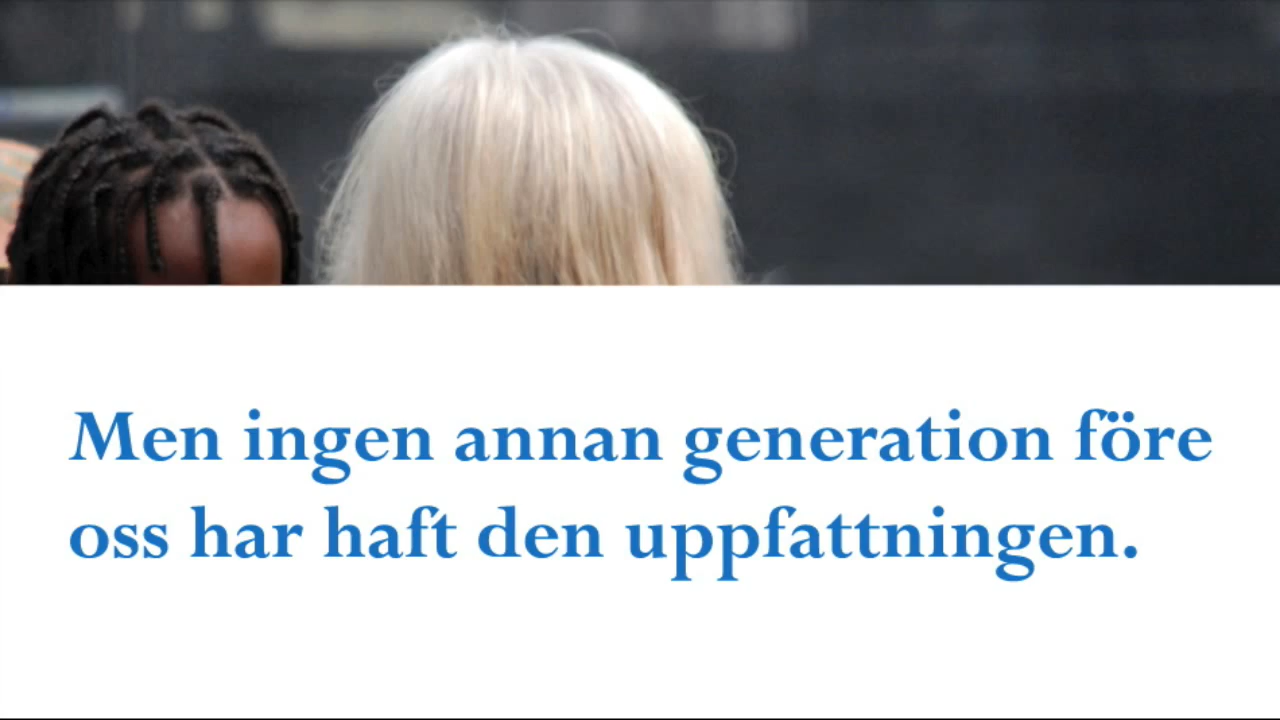 Men ingen annan generation före
oss har haft den uppfattningen.